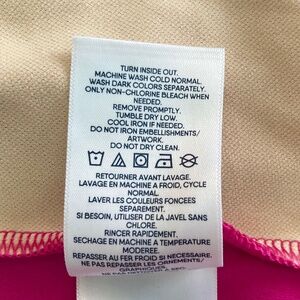 TURN INSIDE OUT.
MACHINE WASH COLD NORMAL.
WASH DARK COLORS SEPARATELY.
ONLY NON-CHLORINE BLEACH WHEN
NEEDED.
REMOVE PROMPTLY.
TUMBLE DRY LOW.
COOL IRON IF NEEDED.
DO NOT IRON EMBELLISHMENTS/
ARTWORK.
DO NOT DRY CLEAN.
RETOURNER AVANT LAVAGE.
LAVAGE EN MACHINE A FROID, CYCLE
NORMAL.
LAVER LES COULEURS FONCÉES
SEPAREMENT.
SI BESOIN, UTILISER DE LA JAVEL SANS
CHLORE.
RINCER RAPIDEMENT.
SECHAGE EN MACHINE A TEMPERATURE
MODEREE.
REPASSER AU FER FROID SI NECESSAIRE.
NE PAS REPASSER LES ORNEMENTS/
GRAPHIQUES